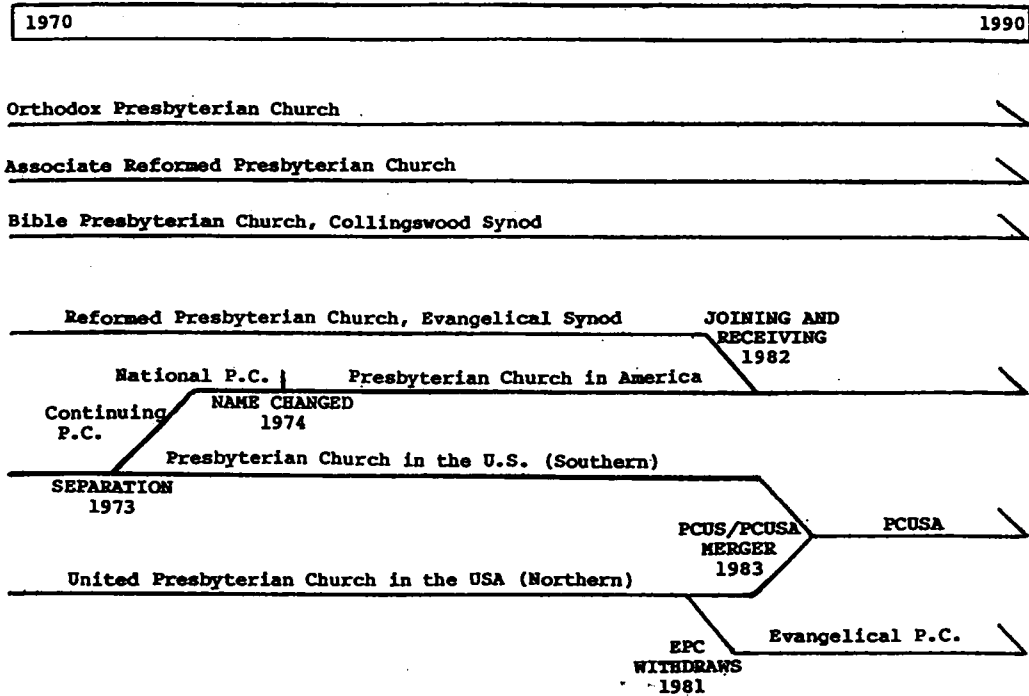 1970 1990
Orthodox Presbyterian Church
Associate Reformed Presbyterian Church
Bible Presbyterian Church, Collingswood Synod
Reformed Presbyterian Church, Evangelical Synod
JOINING AND
RECEIVING
1982
National P.C.
Presbyterian Church in America
Continuing
P.C.
NAME CHANGED
1974
Presbyterian Church in the U.S. (Southern)
SEPARATION
1973
PCUS/PCUSA
MERGER
1983
PCUSA
United Presbyterian Church in the USA (Northern)
Evangelical P.C.
EPC
WITHDRAWS
1981